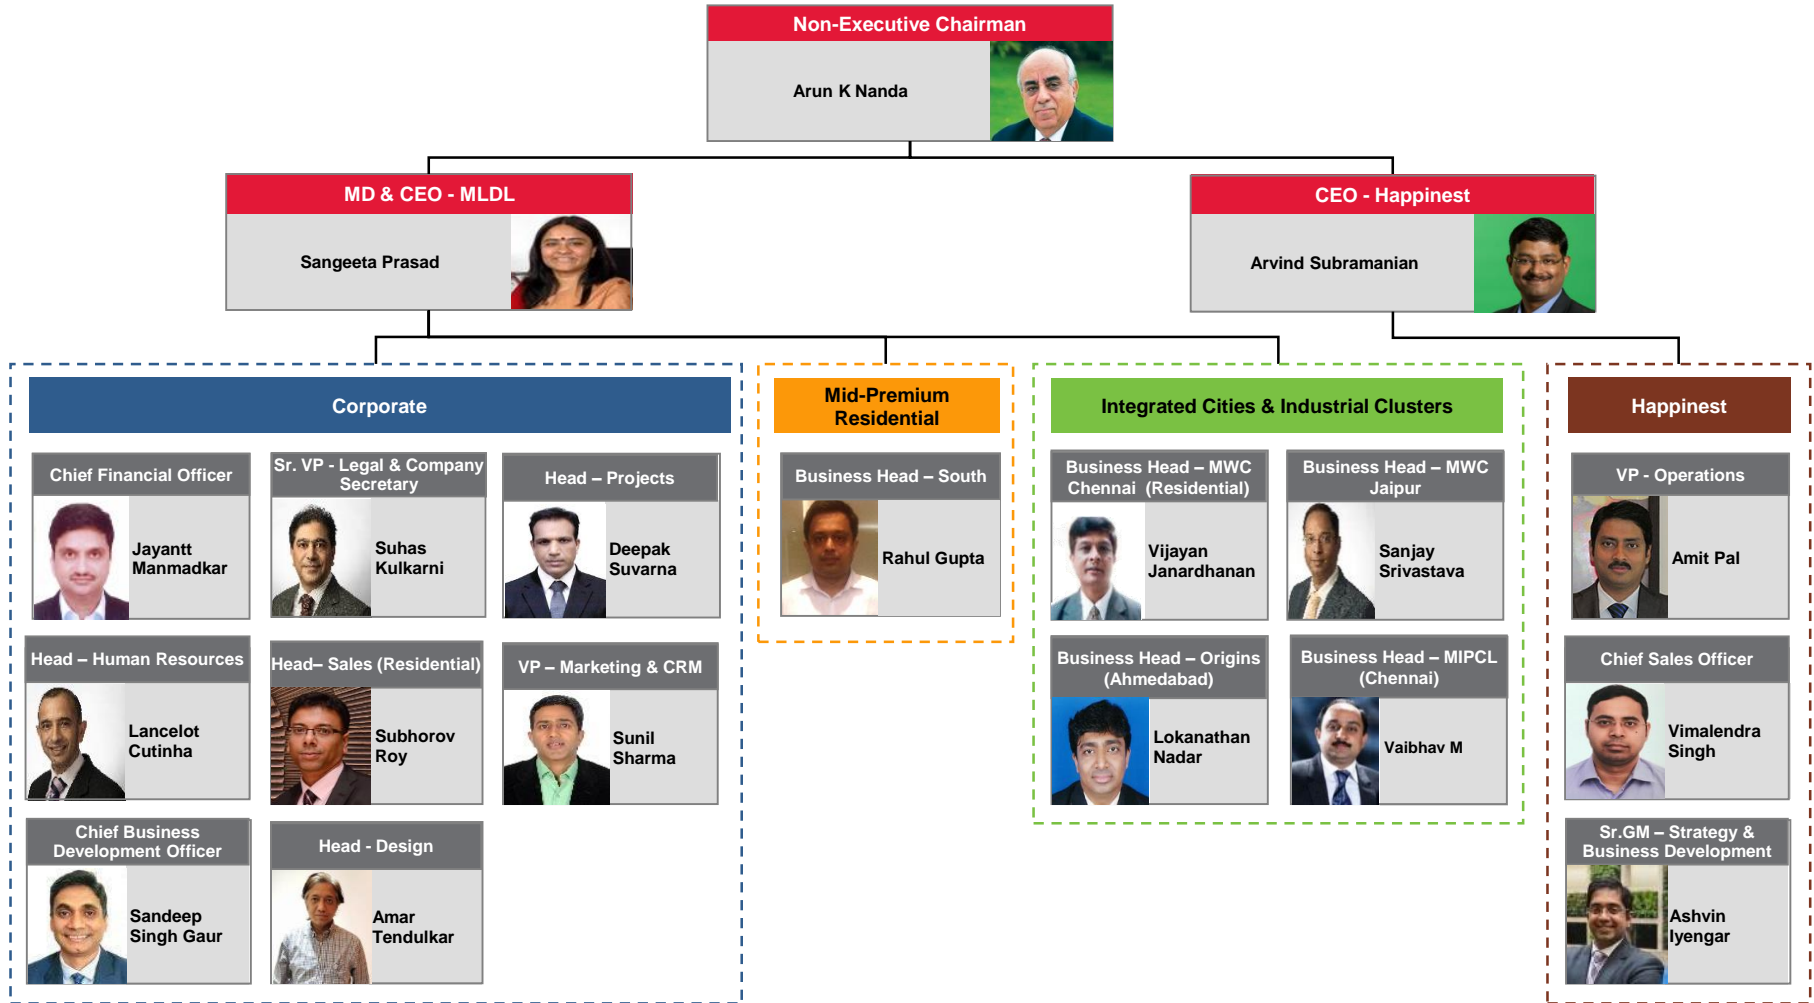 Non-Executive Chairman
Arun K Nanda
MD & CEO - MLDL
Sangeeta Prasad
CEO - Happinest
Arvind Subramanian
Corporate
Chief Financial Officer
Jayantt
Manmadkar
Sr. VP - Legal & Company
Secretary
Suhas
Kulkarni
Head – Projects
Deepak
Suvarna
Head – Human Resources
Lancelot
Cutinha
Head– Sales (Residential)
Subhorov
Roy
VP – Marketing & CRM
Sunil
Sharma
Chief Business
Development Officer
Sandeep
Singh Gaur
Head - Design
Amar
Tendulkar
Mid-Premium
Residential
Business Head – South
Rahul Gupta
Integrated Cities & Industrial Clusters
Business Head – MWC
Chennai (Residential)
Vijayan
Janardhanan
Business Head – MWC
Jaipur
Sanjay
Srivastava
Business Head – Origins
(Ahmedabad)
Lokanathan
Nadar
Business Head – MIPCL
(Chennai)
Vaibhav M
Happinest
VP - Operations
Amit Pal
Chief Sales Officer
Vimalendra
Singh
Sr.GM – Strategy &
Business Development
Ashvin
Iyengar